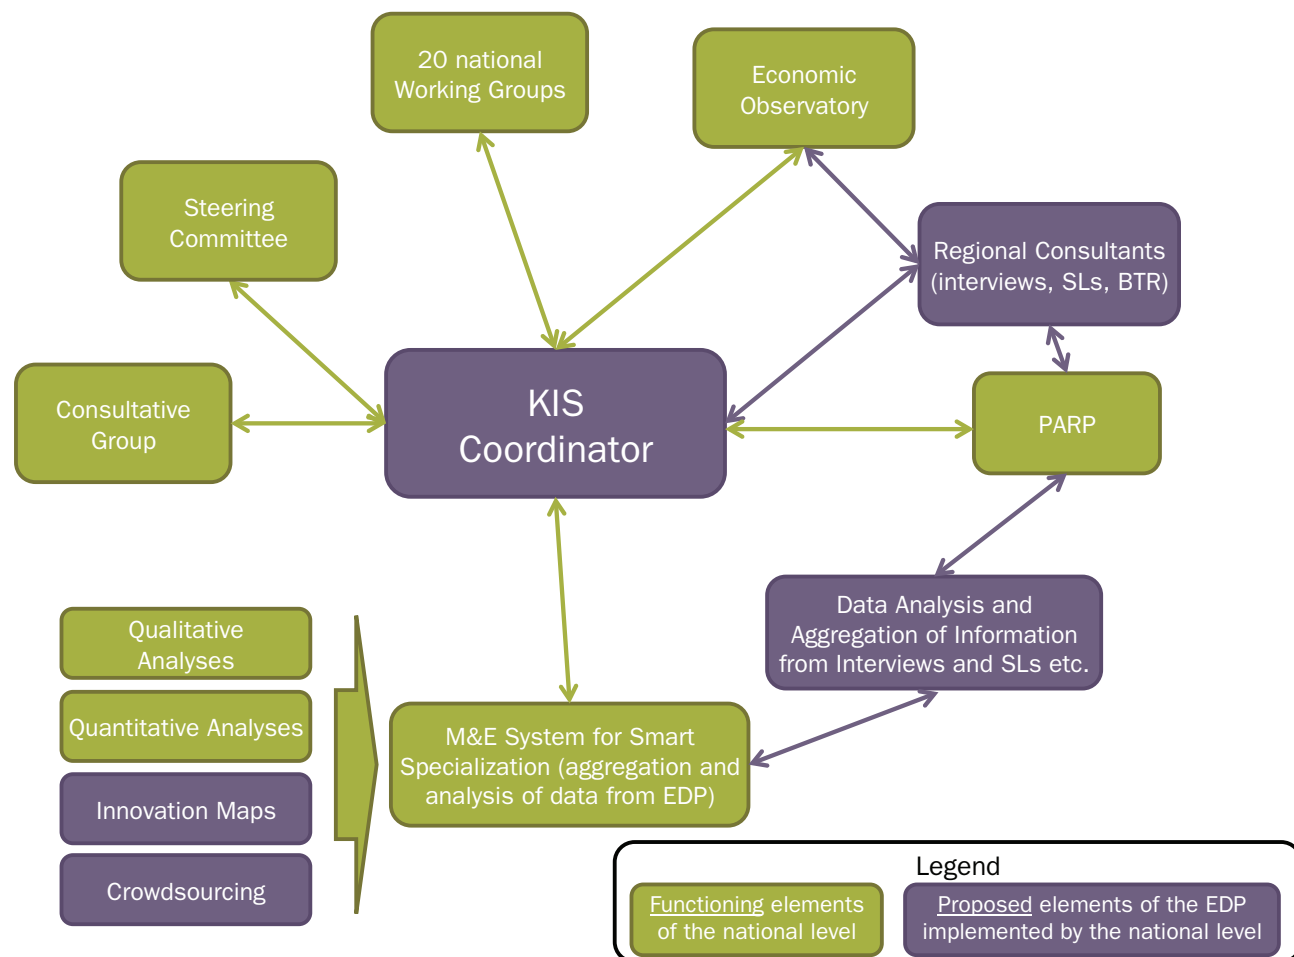 20 national
Working Groups
Economic
Observatory
Steering
Committee
Regional Consultants
(interviews, SLs, BTR)
Consultative
Group
KIS
Coordinator
PARP
Data Analysis and
Aggregation of Information
from Interviews and SLs etc.
Qualitative
Analyses
Quantitative Analyses
Innovation Maps
Crowdsourcing
M&E System for Smart
Specialization (aggregation and
analysis of data from EDP)
Legend
Functioning elements
of the national level
Proposed elements of the EDP
implemented by the national level